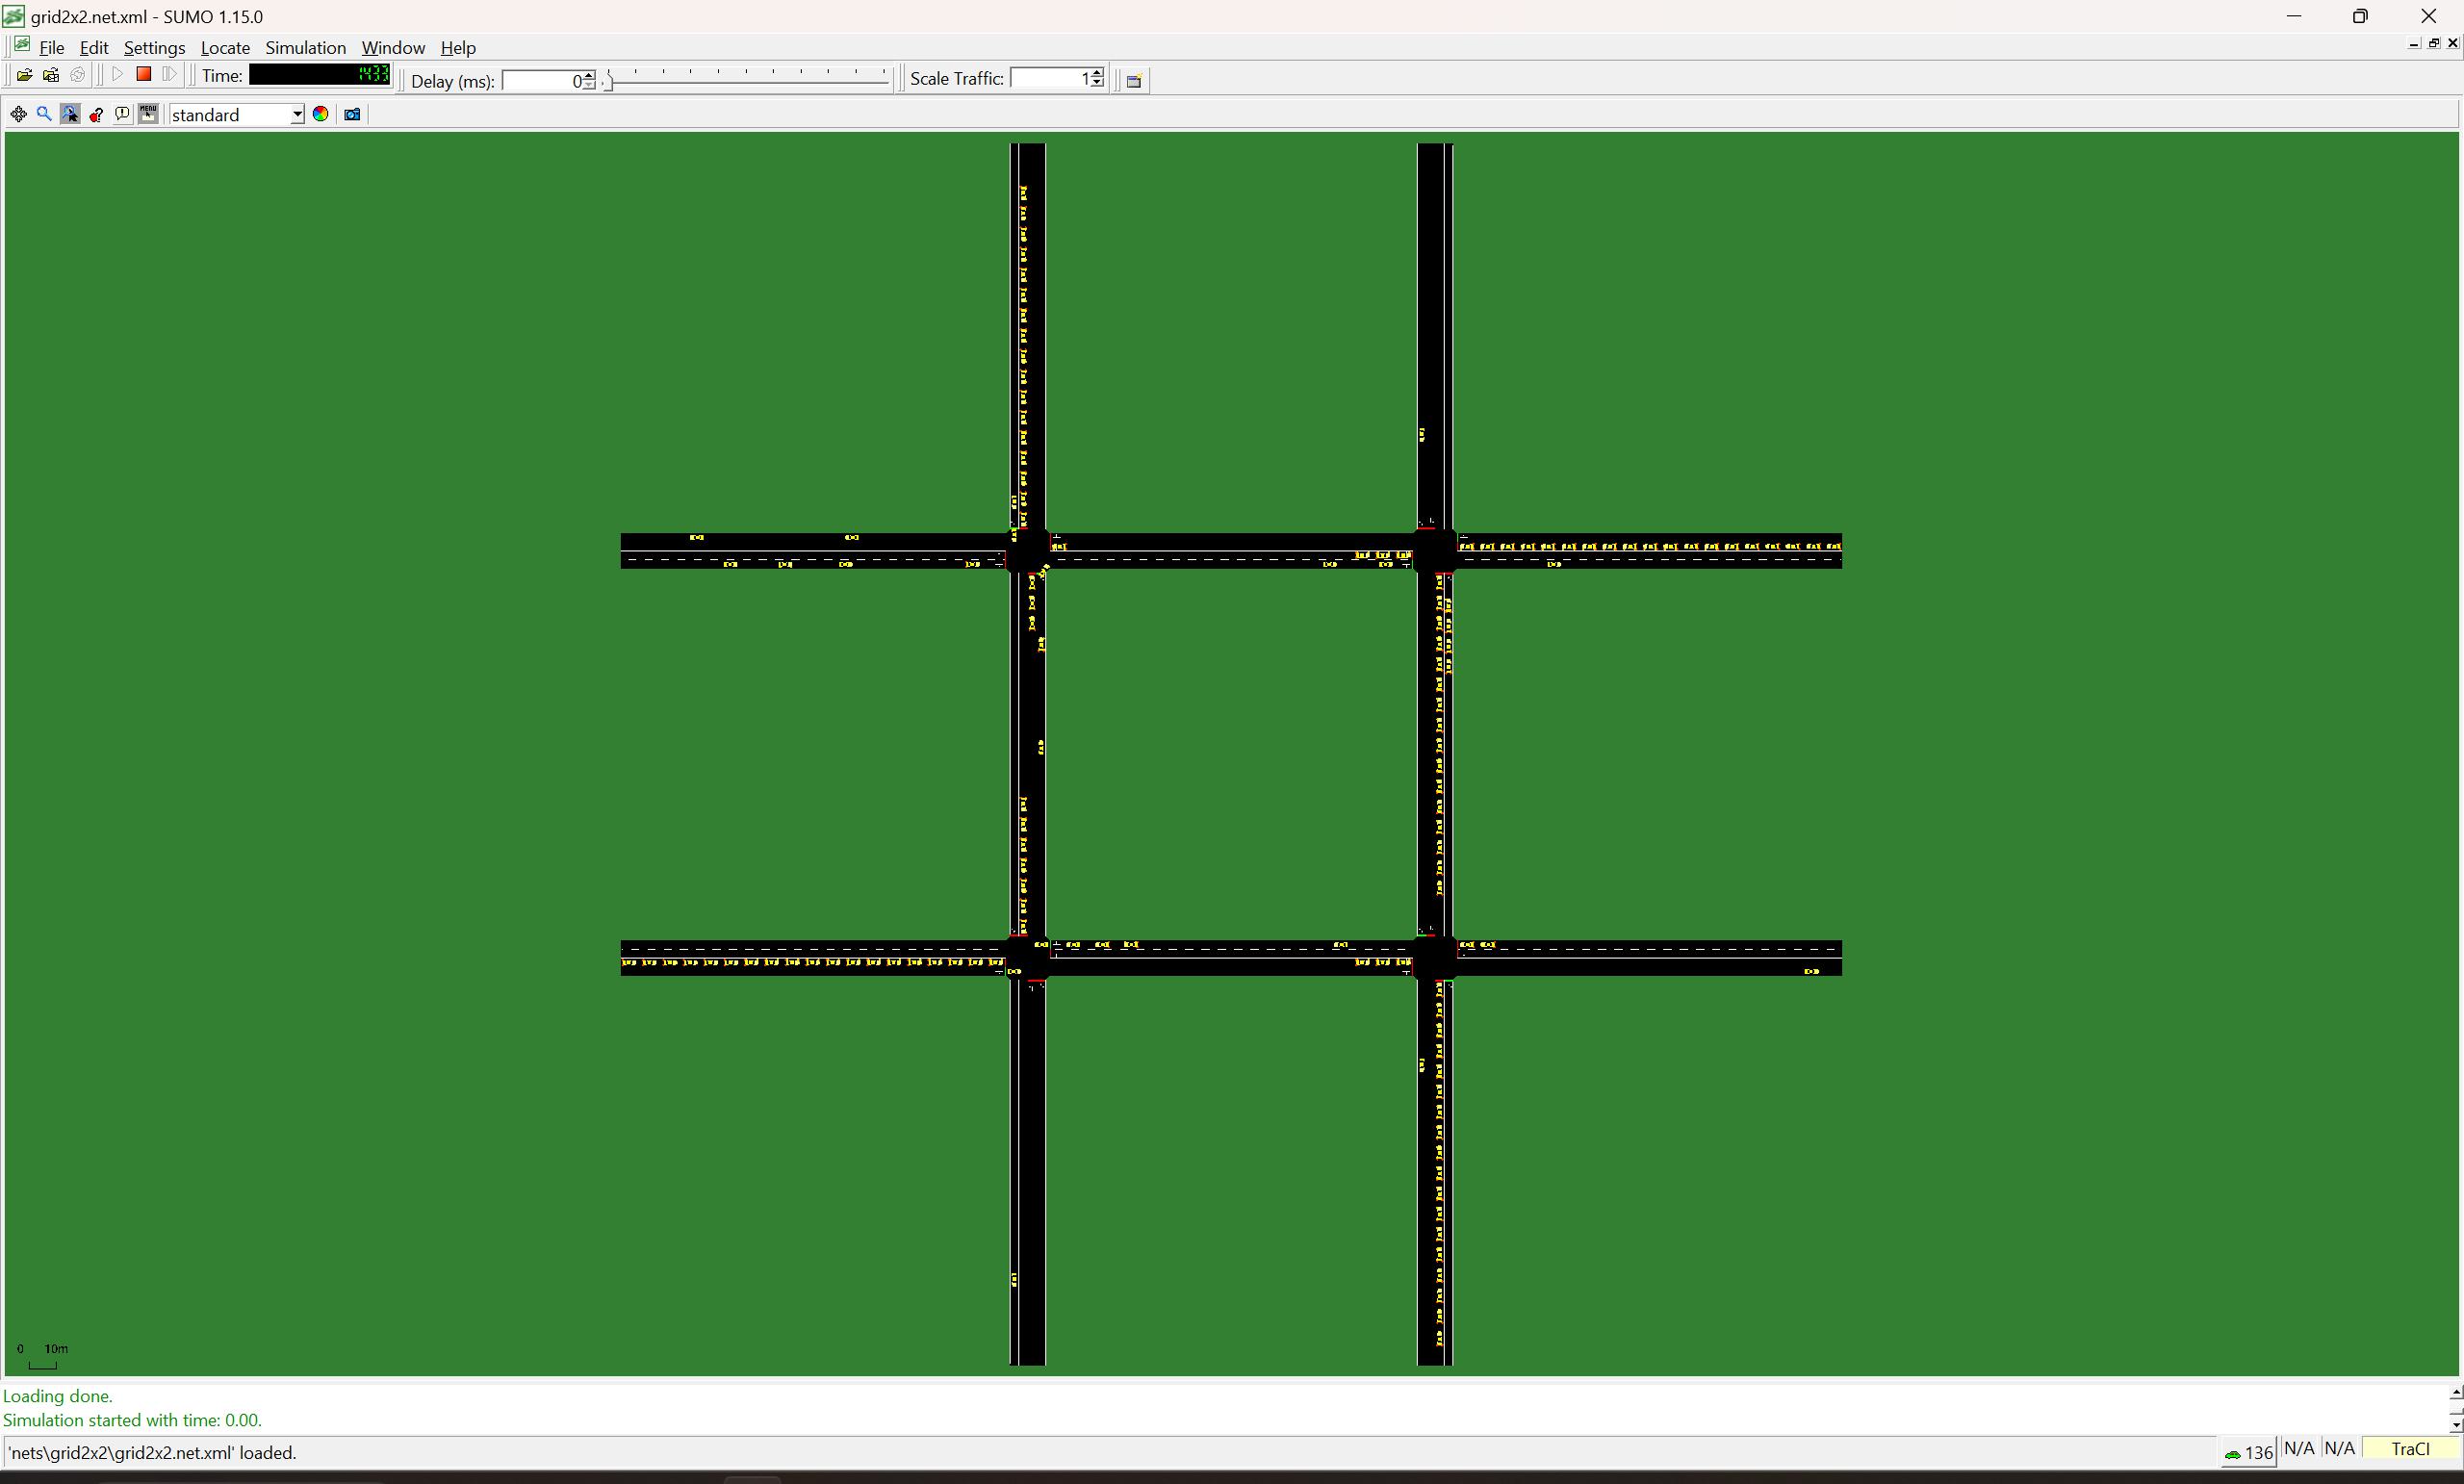 grid2x2.net.xml - SUMO 1.15.0
File Edit Settings Locate Simulation Window Help
Time: 1433 Delay (ms): 0 Scale Traffic: 1
standard
0 10m
Loading done.
Simulation started with time: 0.00.
'nets\grid2x2\grid2x2.net.xml' loaded. 136 N/A N/A TraCI